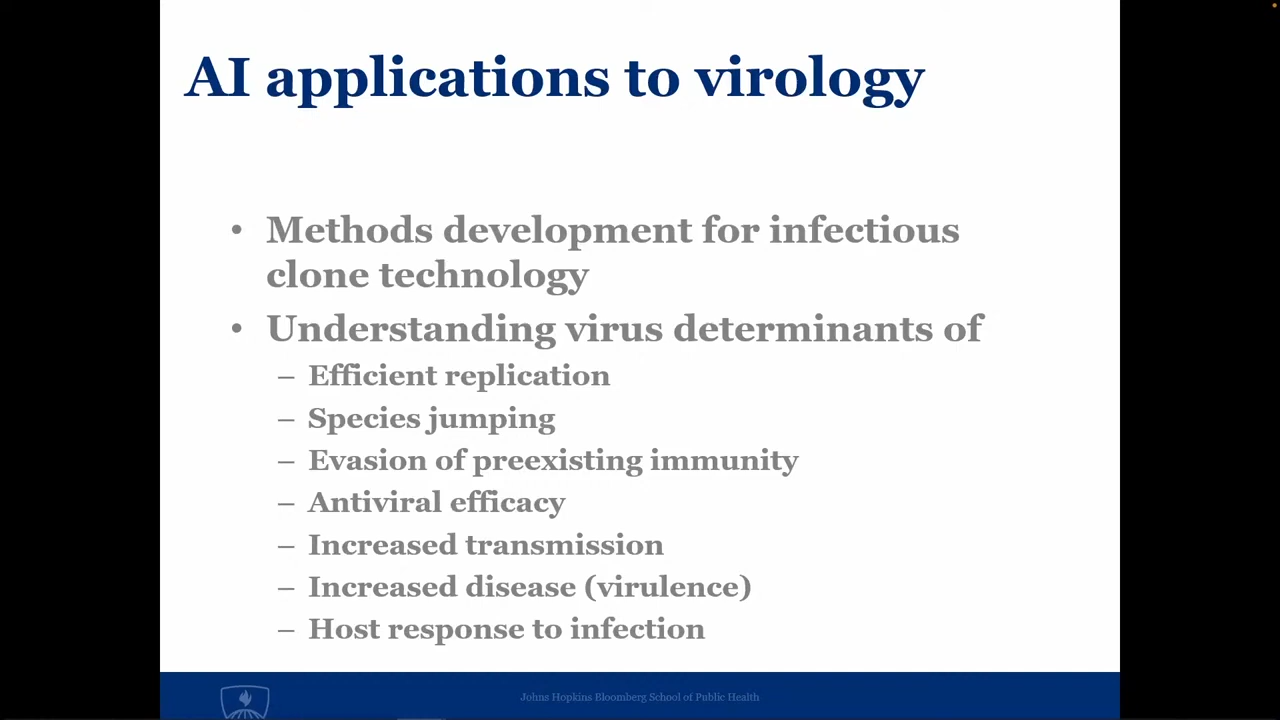 AI applications to virology
• Methods development for infectious
clone technology
• Understanding virus determinants of
– Efficient replication
– Species jumping
– Evasion of preexisting immunity
– Antiviral efficacy
– Increased transmission
– Increased disease (virulence)
– Host response to infection
Johns Hopkins Bloomberg School of Public Health